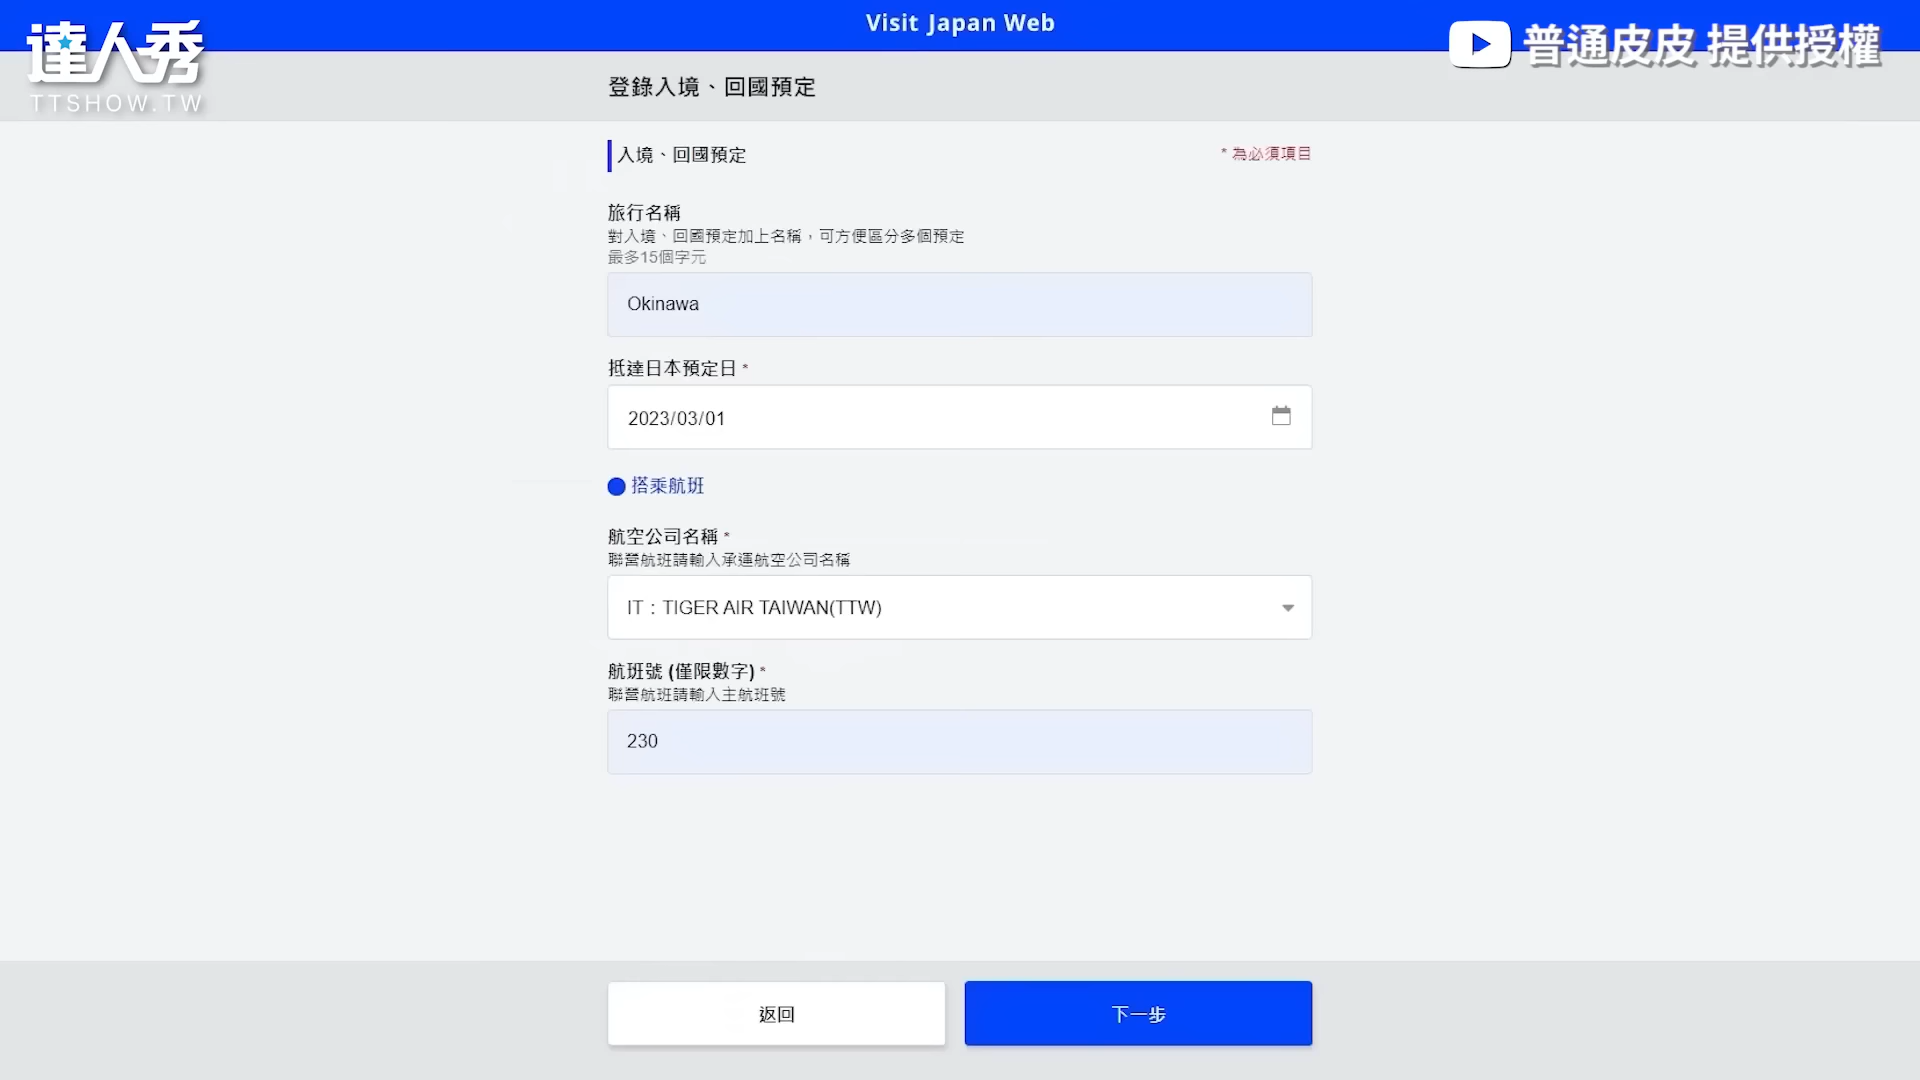 Visit Japan Web
達人秀
TTSHOW.TW
普通皮皮 提供授權
登錄入境、回國預定
入境、回國預定
* 為必須項目
旅行名稱
對入境、回國預定加上名稱，可方便區分多個預定
最多15個字元
Okinawa
抵達日本預定日 *
2023/03/01
搭乘航班
航空公司名稱 *
聯營航班請輸入承運航空公司名稱
IT：TIGER AIR TAIWAN(TTW)
航班號 (僅限數字) *
聯營航班請輸入主航班號
230
返回
下一步